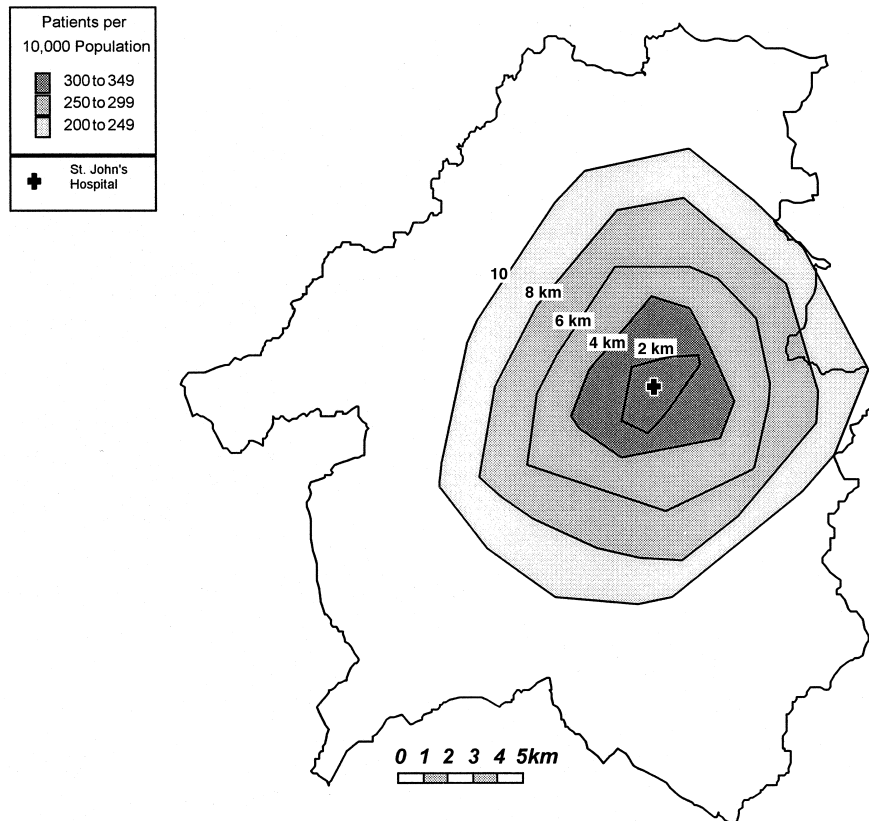 Patients per
10,000 Population
300 to 349
250 to 299
200 to 249
St. John's
Hospital
10
8 km
6 km
4 km
2 km
0 1 2 3 4 5km